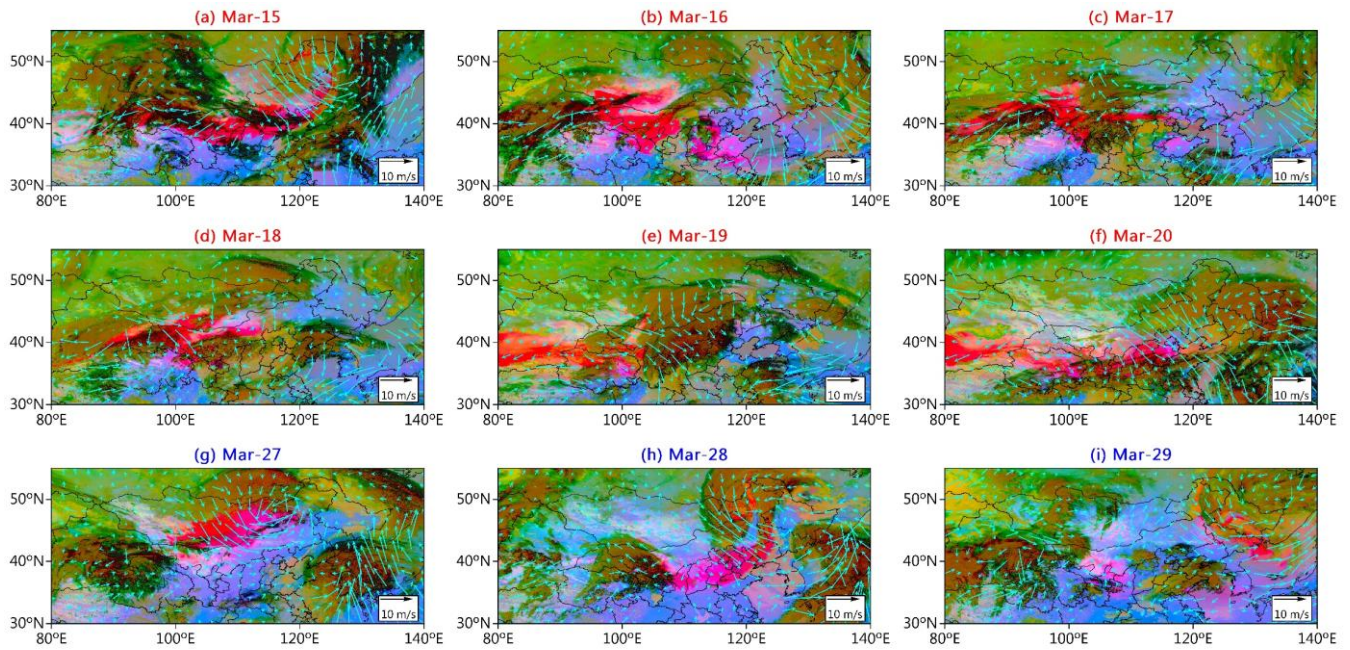 (a) Mar-15 (b) Mar-16 (c) Mar-17
50°N 50°N 50°N
40°N 40°N 40°N
10 m/s 10 m/s 10 m/s
30°N 30°N 30°N
80°E 100°E 120°E 140°E 80°E 100°E 120°E 140°E 80°E 100°E 120°E 140°E
(d) Mar-18 (e) Mar-19 (f) Mar-20
50°N 50°N 50°N
40°N 40°N 40°N
10 m/s 10 m/s 10 m/s
30°N 30°N 30°N
80°E 100°E 120°E 140°E 80°E 100°E 120°E 140°E 80°E 100°E 120°E 140°E
(g) Mar-27 (h) Mar-28 (i) Mar-29
50°N 50°N 50°N
40°N 40°N 40°N
10 m/s 10 m/s 10 m/s
30°N 30°N 30°N
80°E 100°E 120°E 140°E 80°E 100°E 120°E 140°E 80°E 100°E 120°E 140°E